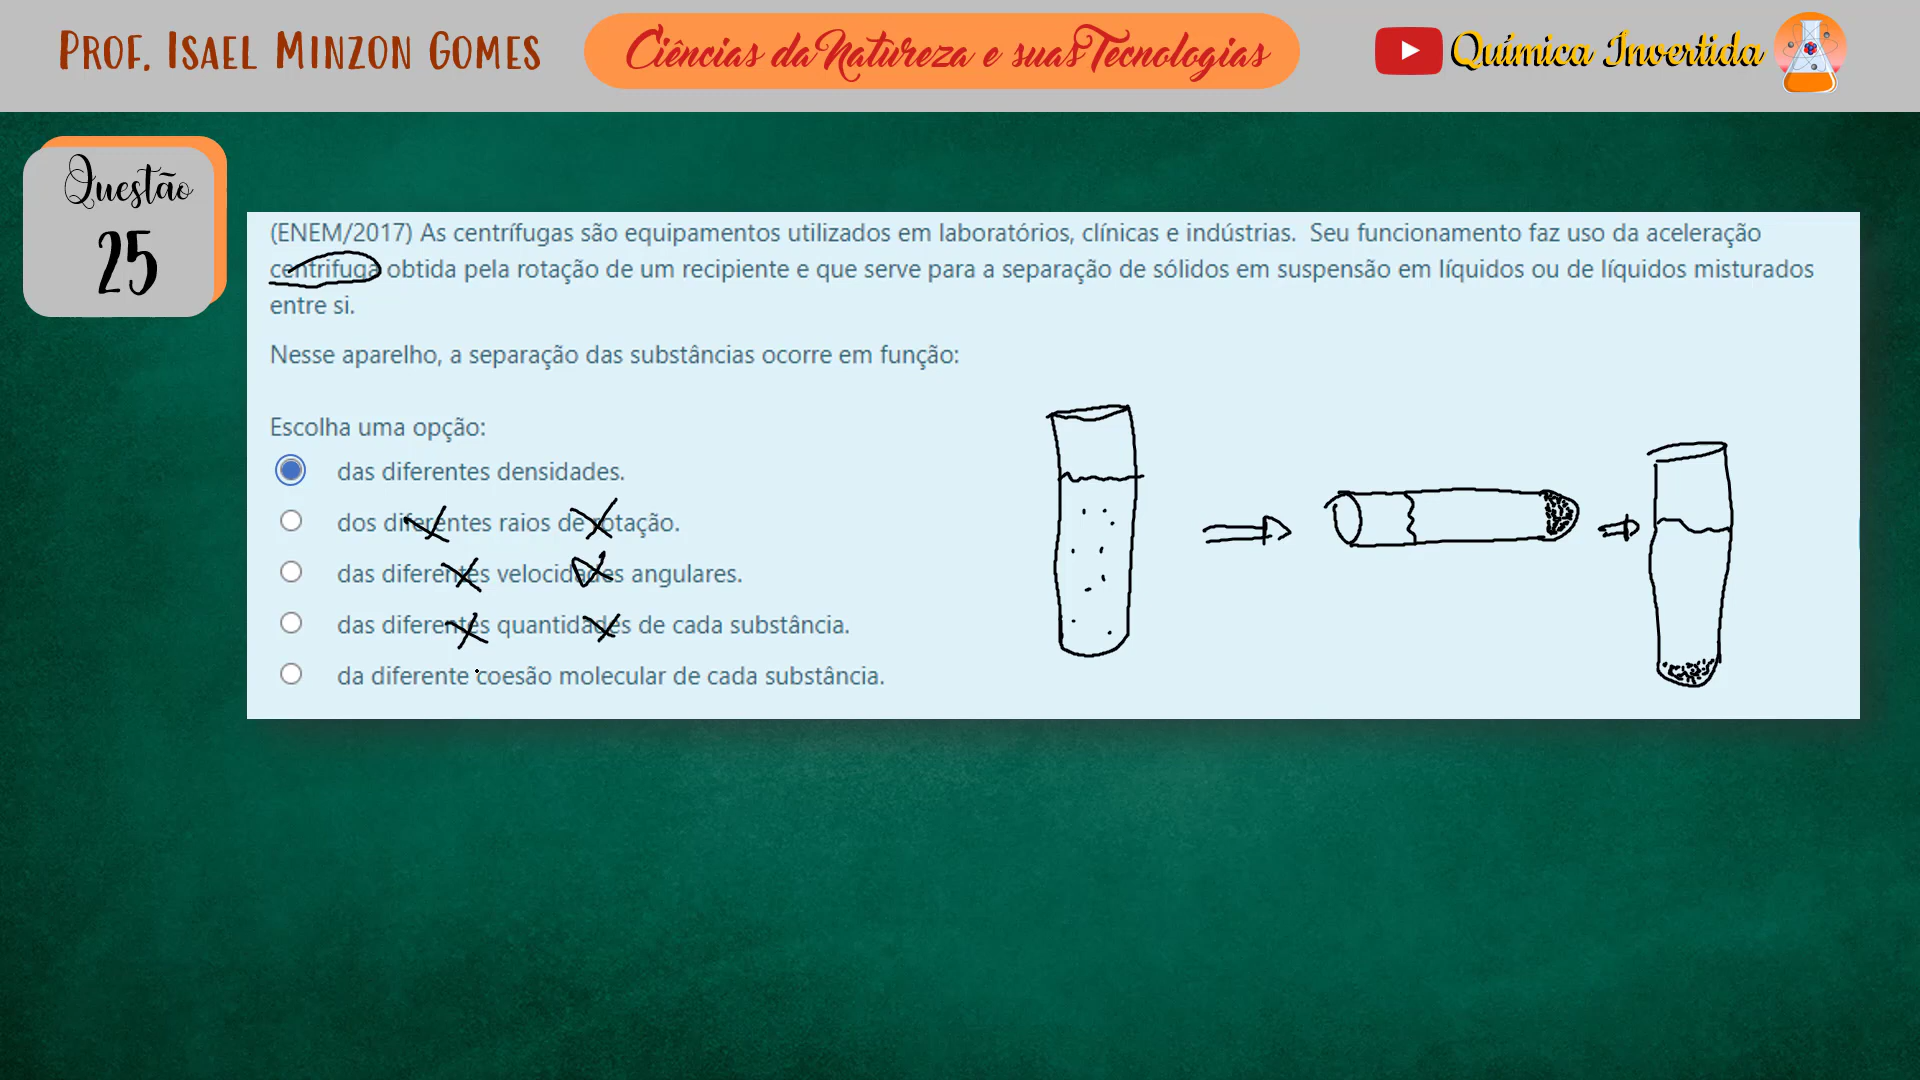 PROF. ISAEL MINZON GOMES
Ciências da Natureza e suas Tecnologias
Química Invertida
Questão
25
(ENEM/2017) As centrífugas são equipamentos utilizados em laboratórios, clínicas e indústrias. Seu funcionamento faz uso da aceleração
centrifuga obtida pela rotação de um recipiente e que serve para a separação de sólidos em suspensão em líquidos ou de líquidos misturados
entre si.
Nesse aparelho, a separação das substâncias ocorre em função:
Escolha uma opção:
das diferentes densidades.
dos diferentes raios de rotação.
das diferentes velocidades angulares.
das diferentes quantidades de cada substância.
da diferente coesão molecular de cada substância.